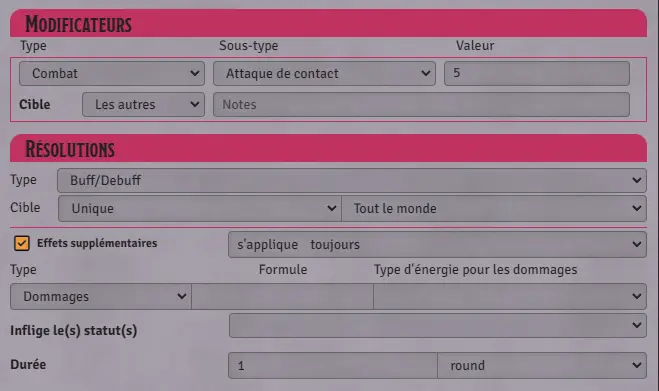 Modificateurs
Type Sous-type Valeur
Combat Attaque de contact 5
Cible Les autres Notes
Résolutions
Type Buff/Debuff
Cible Unique Tout le monde
Effets supplémentaires s'applique toujours
Type Formule Type d'énergie pour les dommages
Dommages
Inflige le(s) statut(s)
Durée 1 round